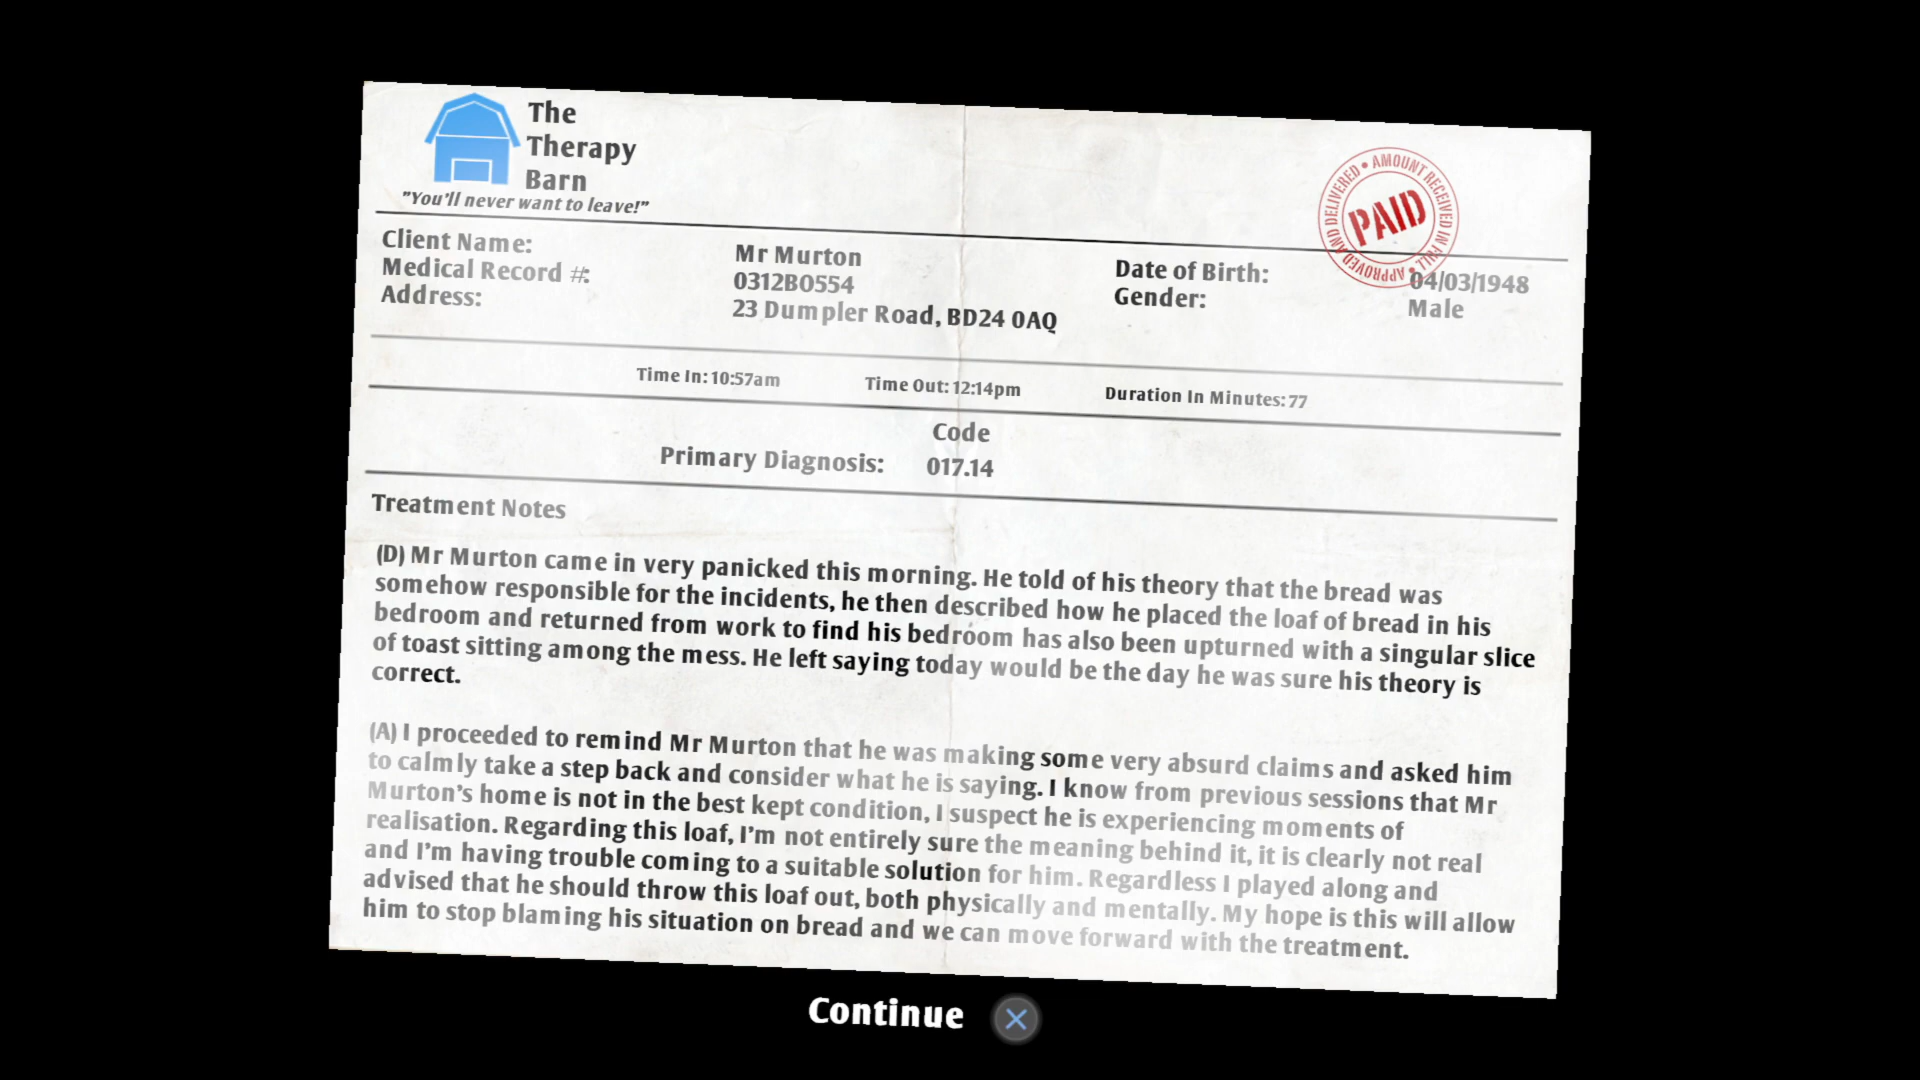 The
Therapy
Barn
"You'll never want to leave!"
AMOUNT RECEIVED IN FULL • APPROVED AND DELIVERED •
PAID
Client Name: Mr Murton Date of Birth: 04/03/1948
Medical Record #: 0312B0554 Gender: Male
Address: 23 Dumpler Road, BD24 0AQ
Time In: 10:57am Time Out: 12:14pm Duration In Minutes: 77
Code
Primary Diagnosis: 017.14
Treatment Notes
(D) Mr Murton came in very panicked this morning. He told of his theory that the bread was
somehow responsible for the incidents, he then described how he placed the loaf of bread in his
bedroom and returned from work to find his bedroom has also been upturned with a singular slice
of toast sitting among the mess. He left saying today would be the day he was sure his theory is
correct.
(A) I proceeded to remind Mr Murton that he was making some very absurd claims and asked him
to calmly take a step back and consider what he is saying. I know from previous sessions that Mr
Murton's home is not in the best kept condition, I suspect he is experiencing moments of
realisation. Regarding this loaf, I'm not entirely sure the meaning behind it, it is clearly not real
and I'm having trouble coming to a suitable solution for him. Regardless I played along and
advised that he should throw this loaf out, both physically and mentally. My hope is this will allow
him to stop blaming his situation on bread and we can move forward with the treatment.
Continue